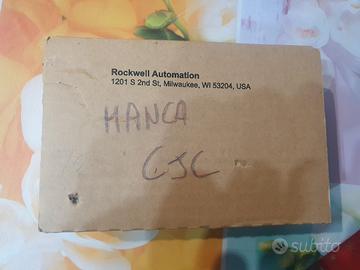 Rockwell Automation
1201 S 2nd St, Milwaukee, WI 53204, USA
MANCA
CJC
subito